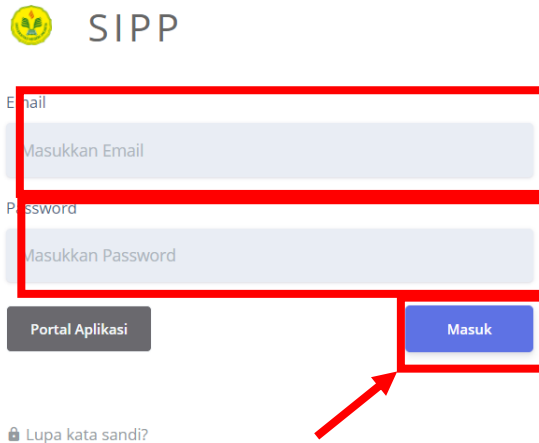 SIPP
Email
Masukkan Email
Password
Masukkan Password
Portal Aplikasi
Masuk
Lupa kata sandi?